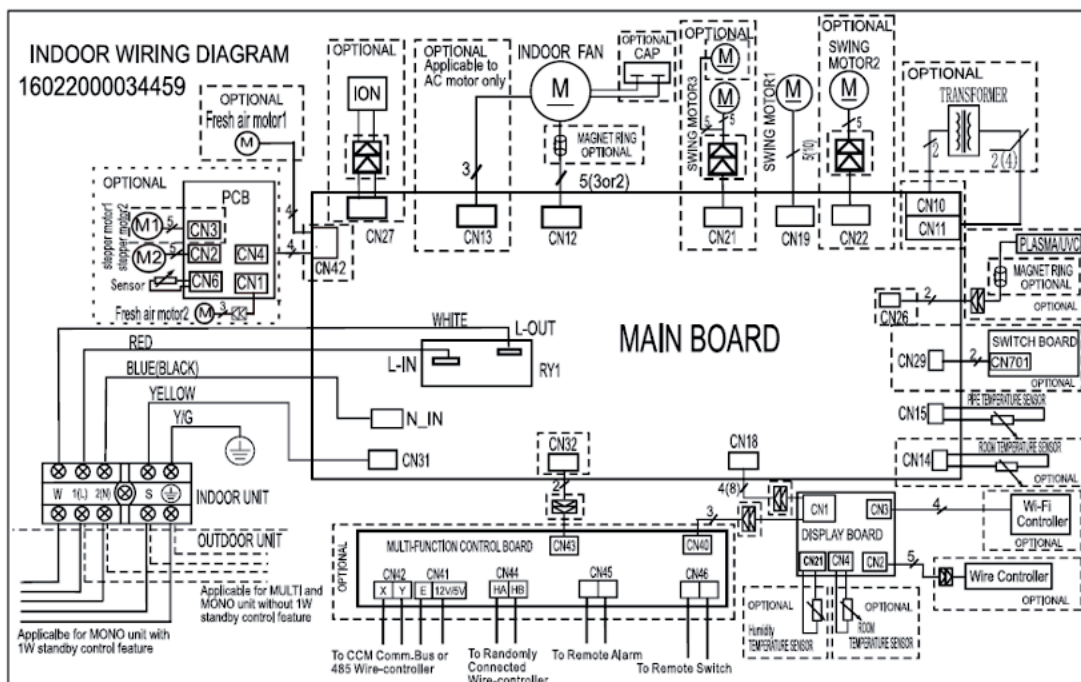 INDOOR WIRING DIAGRAM
16022000034459
OPTIONAL
Fresh air motor1
M
OPTIONAL
ION
CN27
OPTIONAL
Applicable to
AC motor only
3
CN13
INDOOR FAN
M
OPTIONAL
CAP
MAGNET RING
OPTIONAL
5(3or2)
CN12
OPTIONAL
M
M
SWING MOTOR3
5
5
CN21
SWING MOTOR1
M
5(10)
CN19
OPTIONAL
SWING
MOTOR2
M
5
CN22
OPTIONAL
TRANSFORMER
2
2(4)
CN10
CN11
OPTIONAL
PCB
stepper motor1
stepper motor2
M1
5
CN3
M2
5
CN2
CN4
4
4
CN42
Sensor
CN6
CN1
Fresh air motor2
M
3
PLASMA/UVC
MAGNET RING
OPTIONAL
OPTIONAL
CN26
2
MAIN BOARD
SWITCH BOARD
CN29
2
CN701
OPTIONAL
PIPE TEMPERATURE SENSOR
CN15
ROOM TEMPERATURE SENSOR
CN14
OPTIONAL
WHITE
L-OUT
RED
L-IN
RY1
BLUE(BLACK)
N_IN
YELLOW
CN31
Y/G
W
1(L)
2(N)
S
INDOOR UNIT
OUTDOOR UNIT
Applicable for MULTI and
MONO unit without 1W
standby control feature
Applicalbe for MONO unit with
1W standby control feature
CN32
2
CN18
4(8)
OPTIONAL
MULTI-FUNCTION CONTROL BOARD
CN43
CN40
3
CN42
CN41
CN44
CN45
CN46
X
Y
E
12V/5V
HA
HB
To CCM Comm.Bus or
485 Wire-controller
To Randomly
Connected
Wire-controller
To Remote Alarm
To Remote Switch
CN1
CN3
DISPLAY BOARD
CN21
CN4
CN2
4
Wi-Fi
Controller
OPTIONAL
5
Wire Controller
OPTIONAL
OPTIONAL
Humidity
TEMPERATURE SENSOR
OPTIONAL
ROOM
TEMPERATURE SENSOR